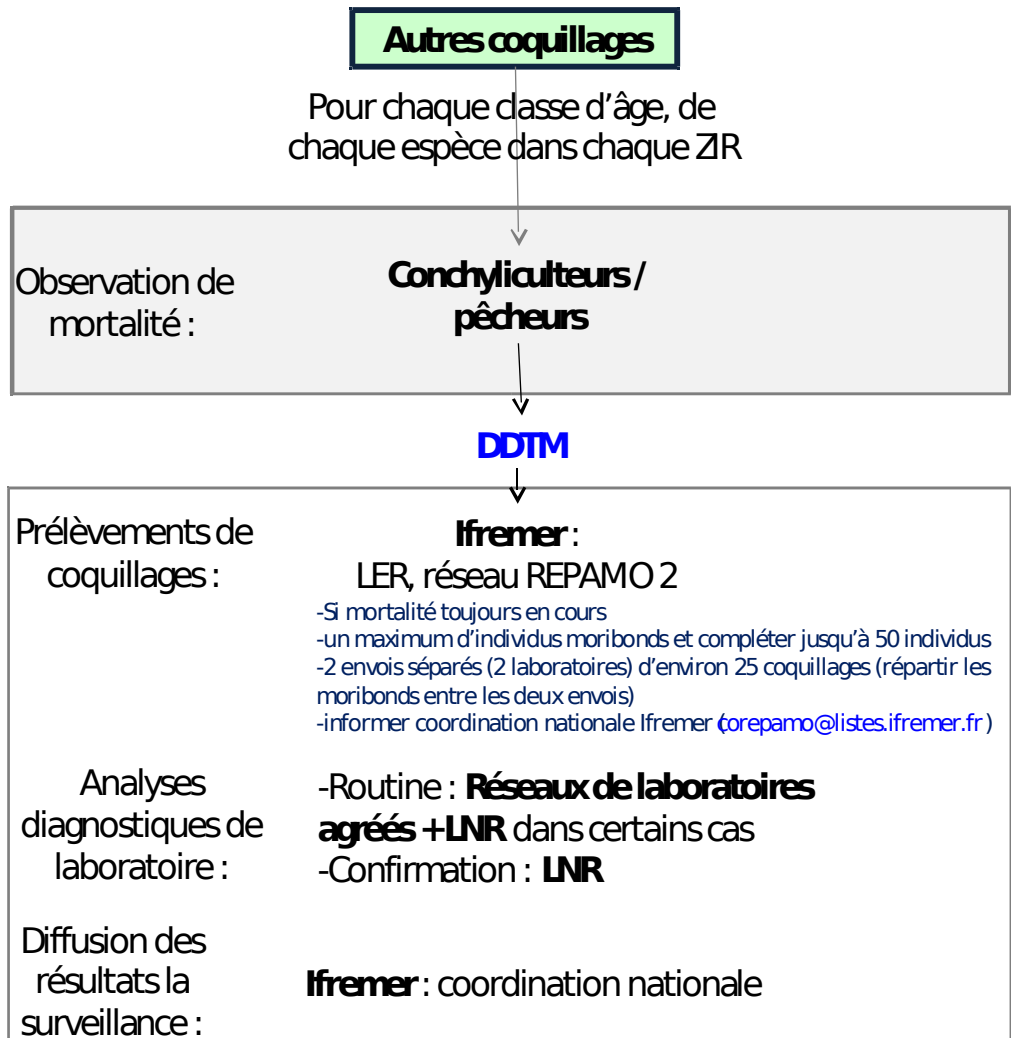 Autres coquillages
Pour chaque classe d’âge, de
chaque espèce dans chaque ZIR
Observation de
mortalité :
Conchyliculteurs /
pêcheurs
DDTM
Prélèvements de
coquillages :
Ifremer :
LER, réseau REPAMO 2
-Si mortalité toujours en cours
-un maximum d’individus moribonds et compléter jusqu’à 50 individus
-2 envois séparés (2 laboratoires) d’environ 25 coquillages (répartir les
moribonds entre les deux envois)
-informer coordination nationale Ifremer (corepamo@listes.ifremer.fr)
Analyses
diagnostiques de
laboratoire :
-Routine : Réseaux de laboratoires
agréés + LNR dans certains cas
-Confirmation : LNR
Diffusion des
résultats la
surveillance :
Ifremer : coordination nationale